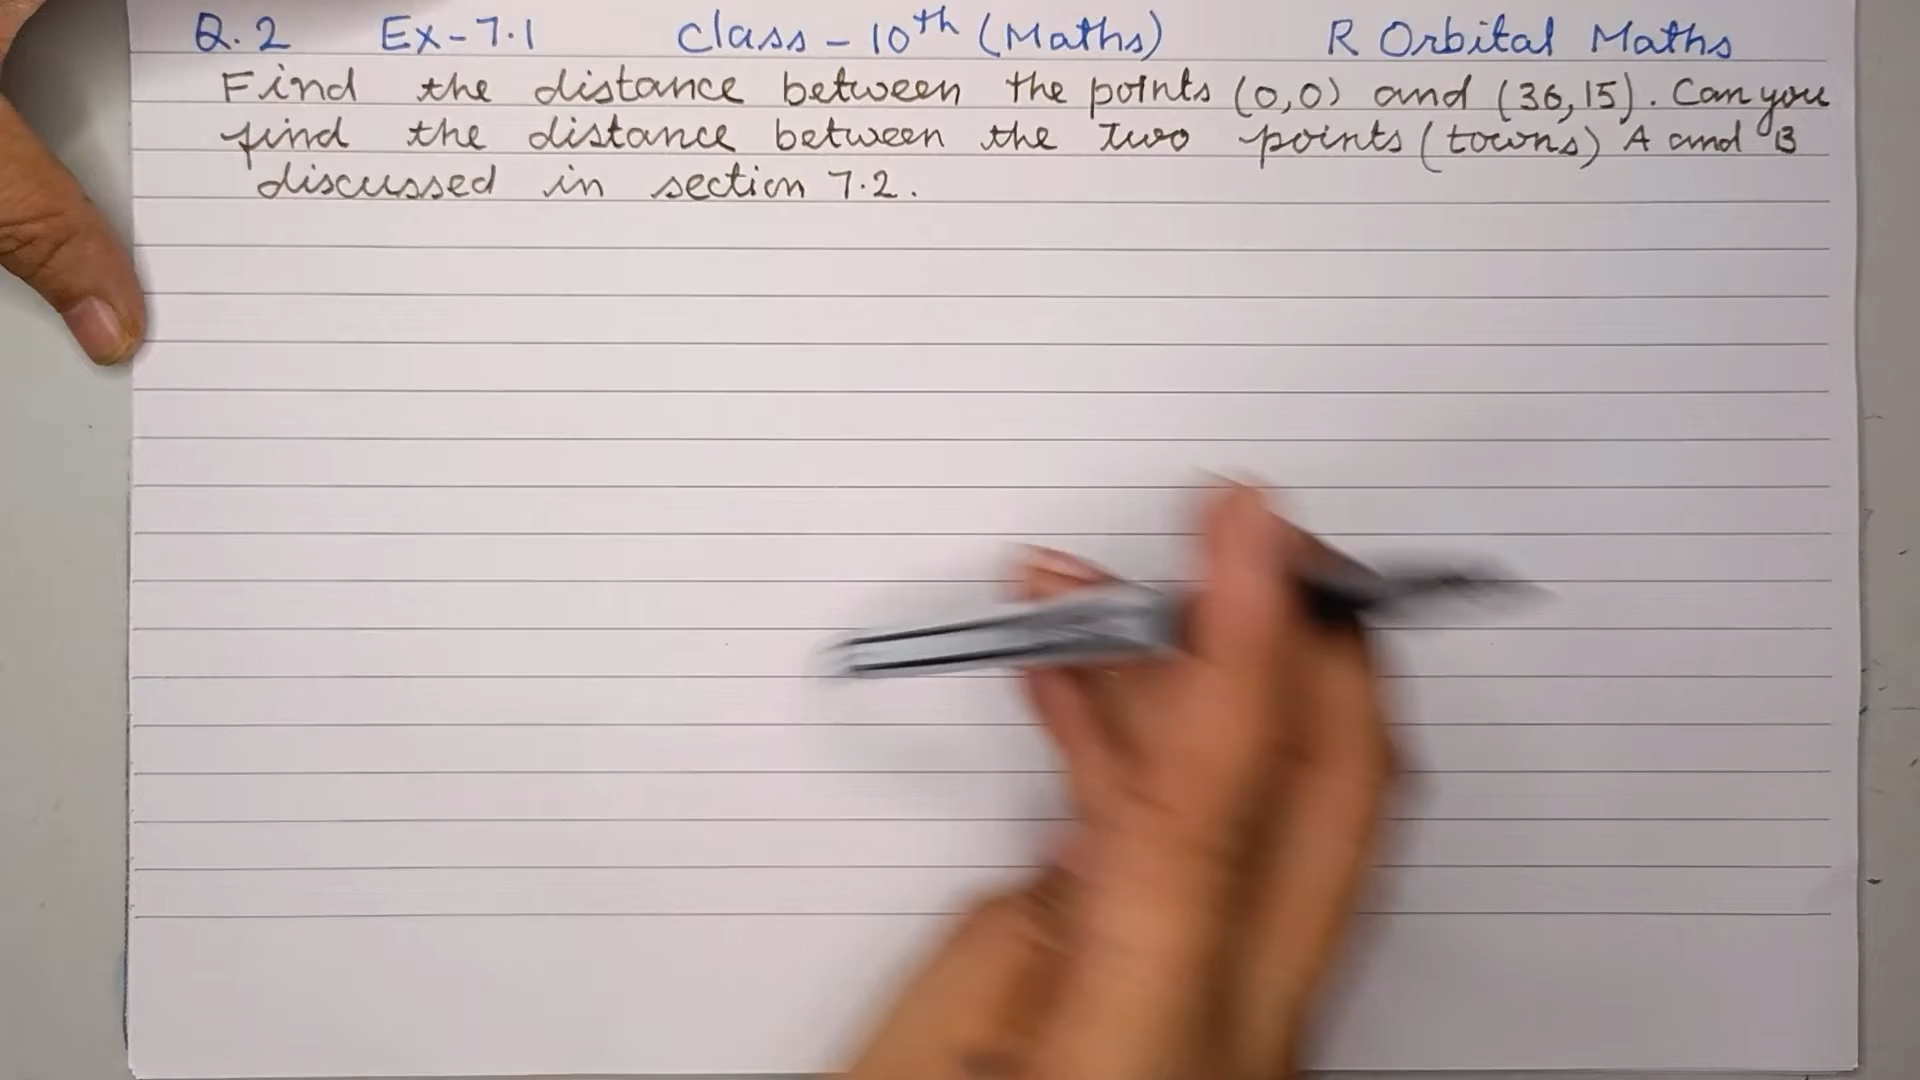 Q.2 Ex-7.1 Class-10th (Maths) R Orbital Maths
Find the distance between the points (0,0) and (36,15). Can you
find the distance between the two points (towns) A and B
discussed in section 7.2.